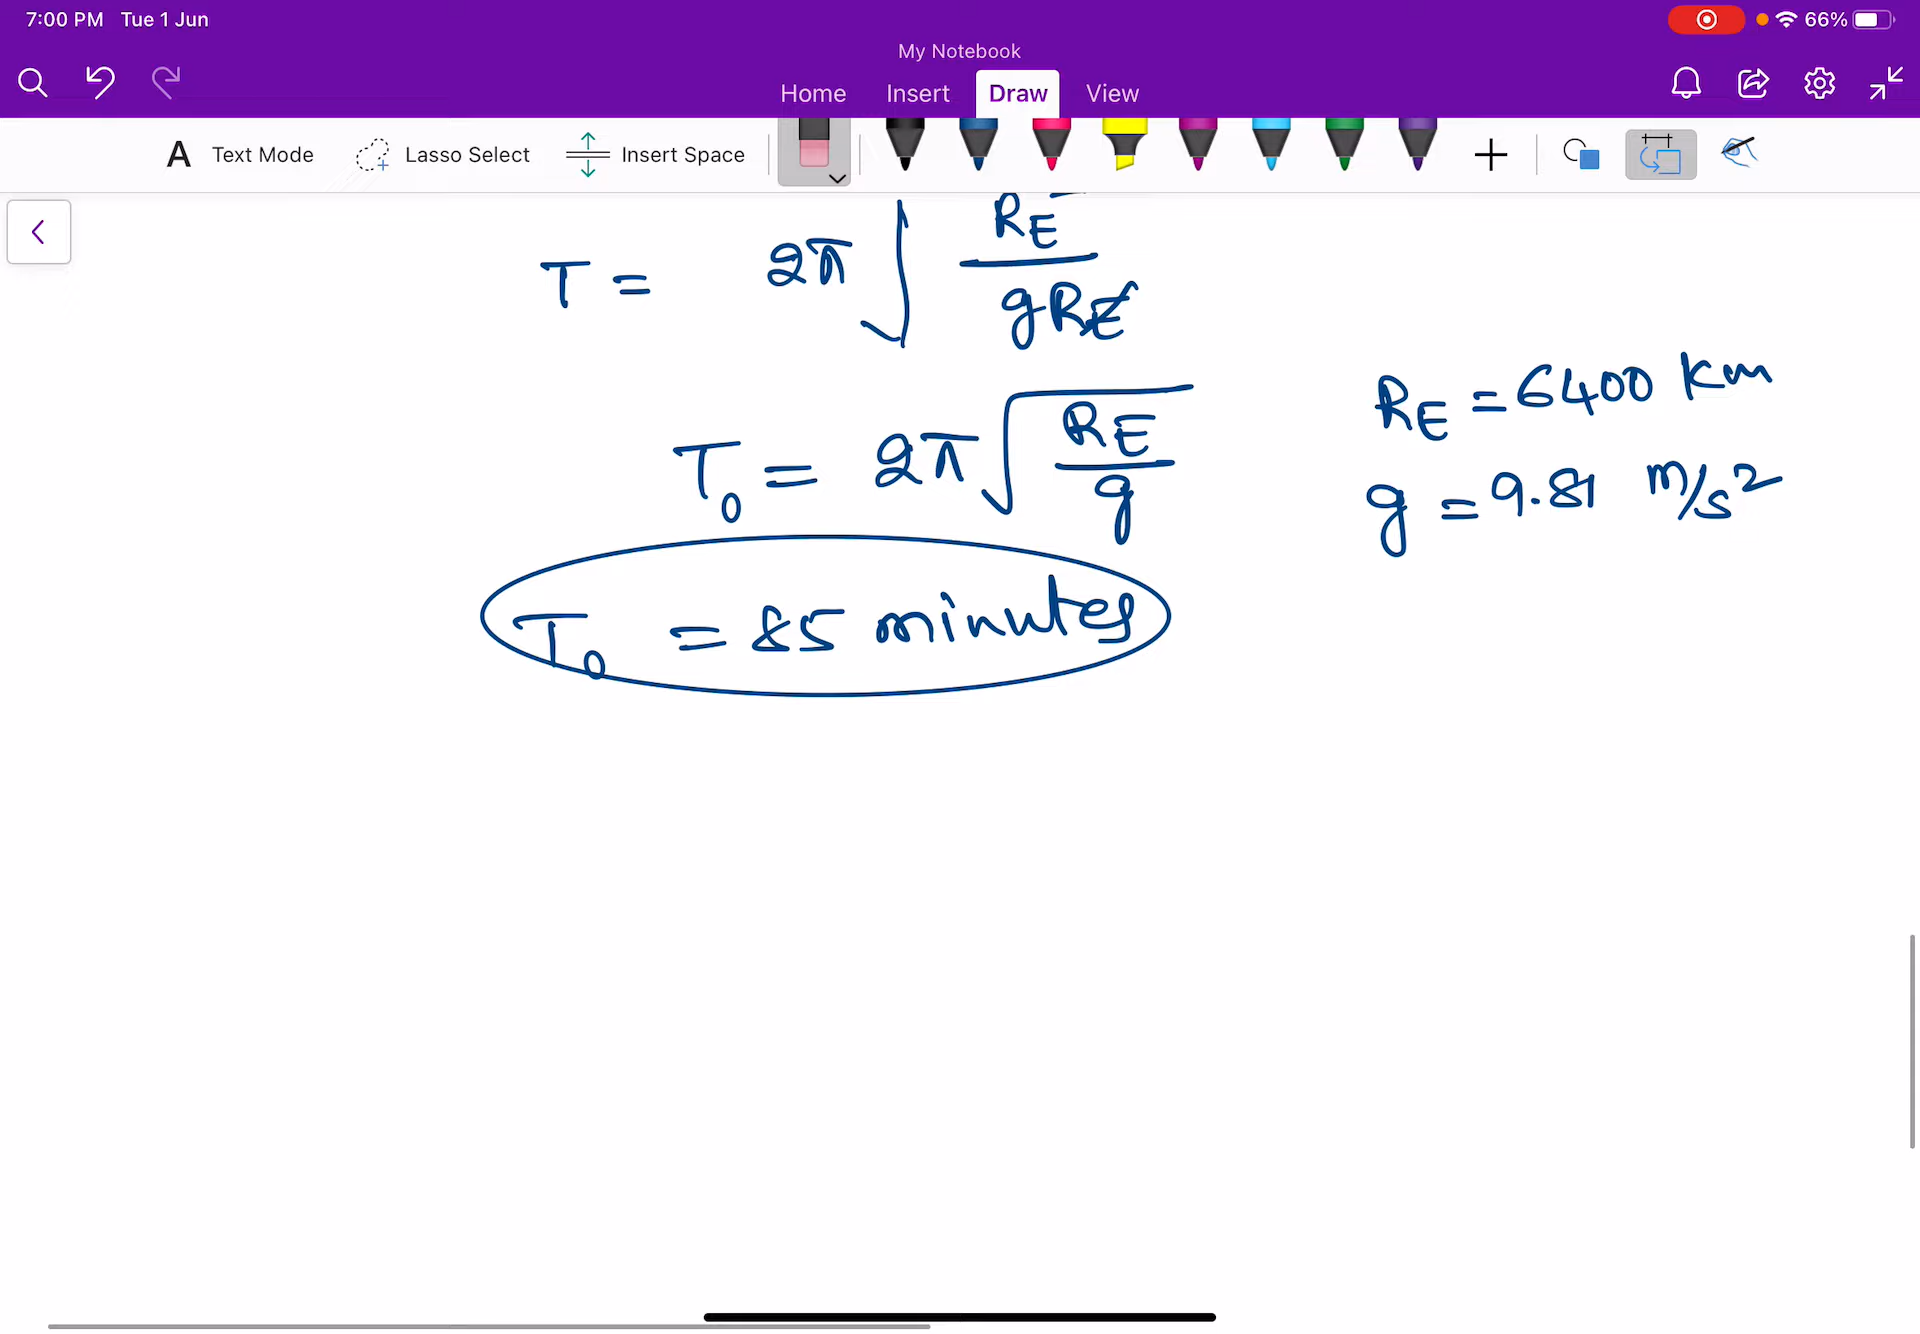 7:00 PM Tue 1 Jun 66%
My Notebook
Home Insert Draw View
A Text Mode Lasso Select Insert Space
T = 2π√ RE / gRE
RE = 6400 km
T₀ = 2π√ RE / g
g = 9.81 m/s²
T₀ = 85 minutes